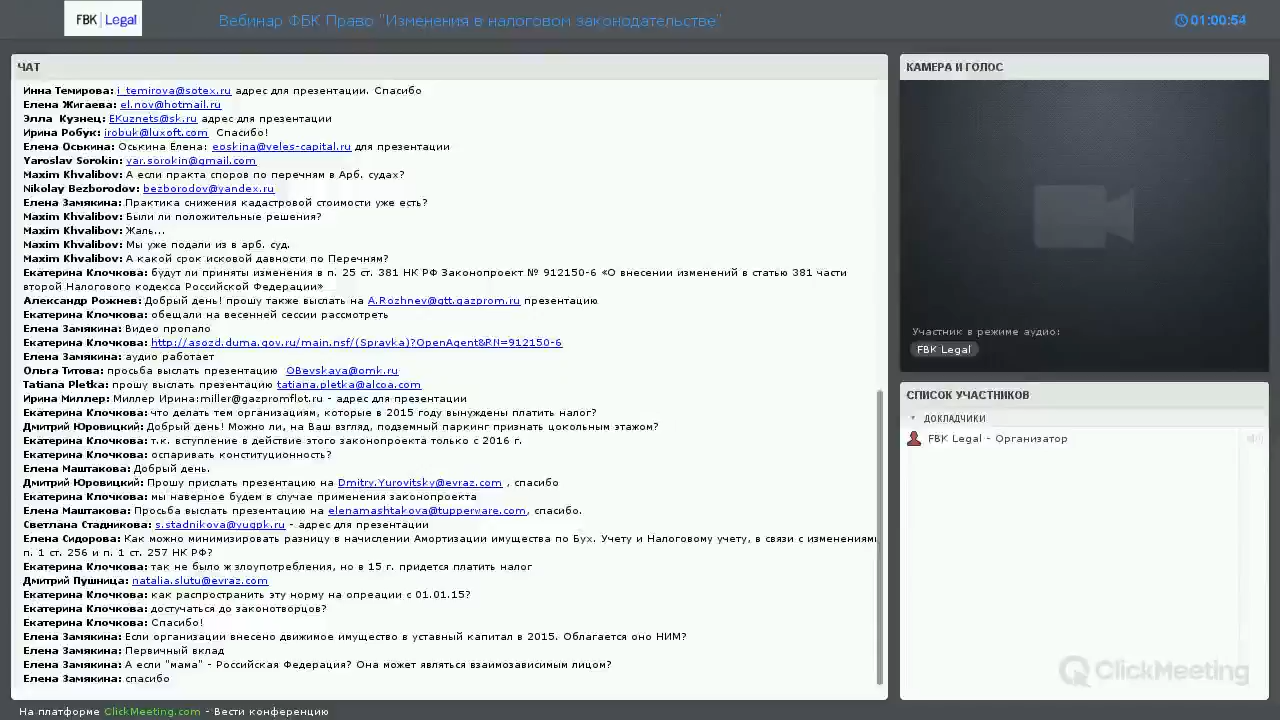 FBK Legal
Вебинар ФБК Право "Изменения в налоговом законодательстве"
01:00:54
ЧАТ
Инна Темирова: i_temirova@sotex.ru адрес для презентации. Спасибо
Елена Жигаева: el.nov@hotmail.ru
Элла Кузнец: EKuznets@sk.ru адрес для презентации
Ирина Робук: irobuk@luxoft.com Спасибо!
Елена Оськина: Оськина Елена: eoskina@veles-capital.ru для презентации
Yaroslav Sorokin: yar.sorokin@gmail.com
Maxim Khvalibov: А если практа споров по перечням в Арб. судах?
Nikolay Bezborodov: bezborodov@yandex.ru
Елена Замякина: Практика снижения кадастровой стоимости уже есть?
Maxim Khvalibov: Были ли положительные решения?
Maxim Khvalibov: Жаль...
Maxim Khvalibov: Мы уже подали из в арб. суд.
Maxim Khvalibov: А какой срок исковой давности по Перечням?
Екатерина Клочкова: будут ли приняты изменения в п. 25 ст. 381 НК РФ Законопроект № 912150-6 «О внесении изменений в статью 381 части
второй Налогового кодекса Российской Федерации»
Александр Рожнев: Добрый день! прошу также выслать на A.Rozhnev@gtt.gazprom.ru презентацию
Екатерина Клочкова: обещали на весенней сессии рассмотреть
Елена Замякина: Видео пропало
Екатерина Клочкова: http://asozd.duma.gov.ru/main.nsf/(Spravka)?OpenAgent&RN=912150-6
Елена Замякина: аудио работает
Ольга Титова: просьба выслать презентацию OBevskaya@omk.ru
Tatiana Pletka: прошу выслать презентацию tatiana.pletka@alcoa.com
Ирина Миллер: Миллер Ирина:miller@gazpromflot.ru - адрес для презентации
Екатерина Клочкова: что делать тем организациям, которые в 2015 году вынуждены платить налог?
Дмитрий Юровицкий: Добрый день! Можно ли, на Ваш взгляд, подземный паркинг признать цокольным этажом?
Екатерина Клочкова: т.к. вступление в действие этого законопроекта только с 2016 г.
Екатерина Клочкова: оспаривать конституционность?
Елена Маштакова: Добрый день.
Дмитрий Юровицкий: Прошу прислать презентацию на Dmitry.Yurovitsky@evraz.com , спасибо
Екатерина Клочкова: мы наверное будем в случае применения законопроекта
Елена Маштакова: Просьба выслать презентацию на elenamashtakova@tupperware.com, спасибо.
Светлана Стадникова: s.stadnikova@yugpk.ru - адрес для презентации
Елена Сидорова: Как можно минимизировать разницу в начислении Амортизации имущества по Бух. Учету и Налоговому учету, в связи с изменениям
п. 1 ст. 256 и п. 1 ст. 257 НК РФ?
Екатерина Клочкова: так не было ж злоупотребления, но в 15 г. придется платить налог
Дмитрий Пушница: natalia.slutu@evraz.com
Екатерина Клочкова: как распространить эту норму на опреации с 01.01.15?
Екатерина Клочкова: достучаться до законотворцов?
Екатерина Клочкова: Спасибо!
Елена Замякина: Если организации внесено движимое имущество в уставный капитал в 2015. Облагается оно НИМ?
Елена Замякина: Первичный вклад
Елена Замякина: А если "мама" - Российская Федерация? Она может являться взаимозависимым лицом?
Елена Замякина: спасибо
КАМЕРА И ГОЛОС
Участник в режиме аудио:
FBK Legal
СПИСОК УЧАСТНИКОВ
ДОКЛАДЧИКИ
FBK Legal - Организатор
ClickMeeting
На платформе ClickMeeting.com - Вести конференцию